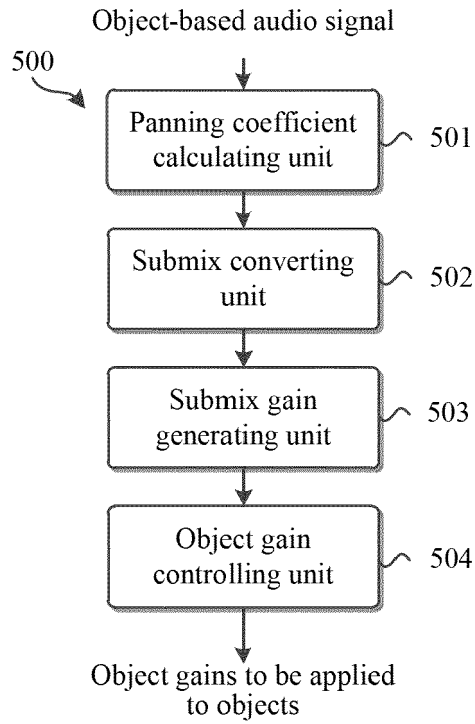 Object-based audio signal
500
Panning coefficient
calculating unit
501
Submix converting
unit
502
Submix gain
generating unit
503
Object gain
controlling unit
504
Object gains to be applied
to objects